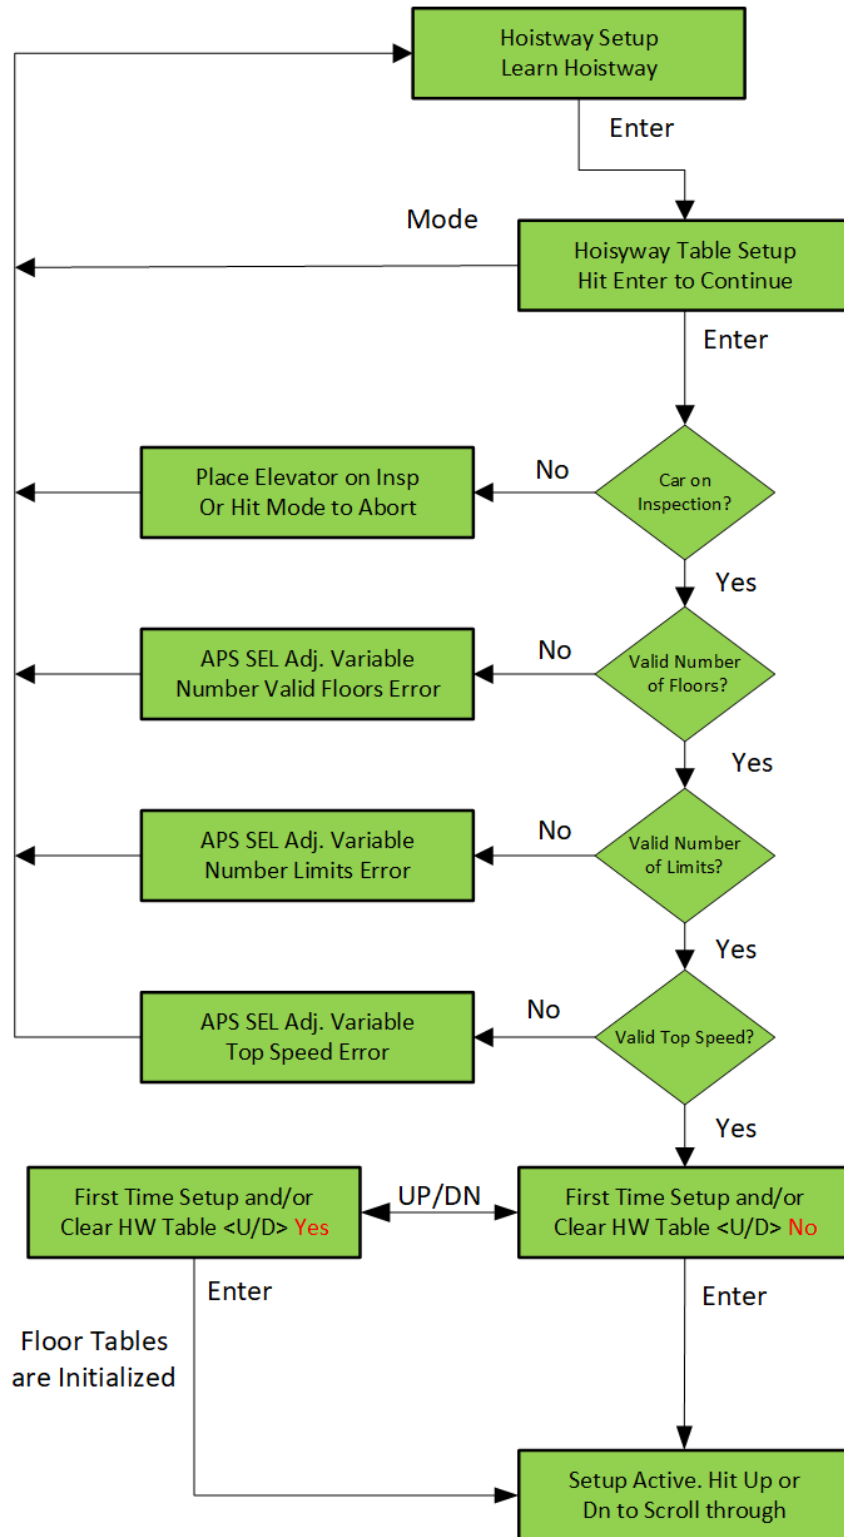 Hoistway Setup
Learn Hoistway
Enter
Mode
Hoisyway Table Setup
Hit Enter to Continue
Enter
Place Elevator on Insp
Or Hit Mode to Abort
No
Car on
Inspection?
Yes
APS SEL Adj. Variable
Number Valid Floors Error
No
Valid Number
of Floors?
Yes
APS SEL Adj. Variable
Number Limits Error
No
Valid Number
of Limits?
Yes
APS SEL Adj. Variable
Top Speed Error
No
Valid Top Speed?
Yes
First Time Setup and/or
Clear HW Table <U/D> Yes
UP/DN
First Time Setup and/or
Clear HW Table <U/D> No
Enter
Enter
Floor Tables
are Initialized
Setup Active. Hit Up or
Dn to Scroll through